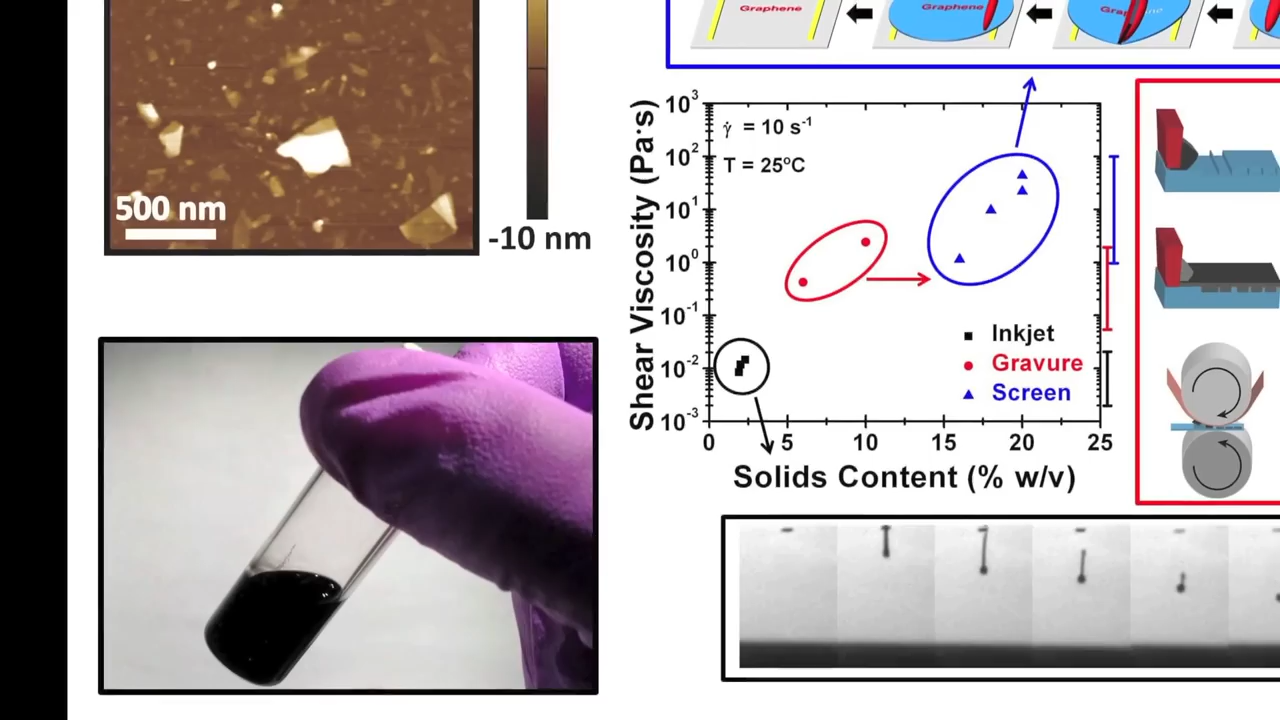 500 nm
-10 nm
Graphene
Graphene
Graphene
Shear Viscosity (Pa·s)
10³
10²
10¹
10⁰
10⁻¹
10⁻²
10⁻³
γ̇ = 10 s⁻¹
T = 25°C
Inkjet
Gravure
Screen
0 5 10 15 20 25
Solids Content (% w/v)